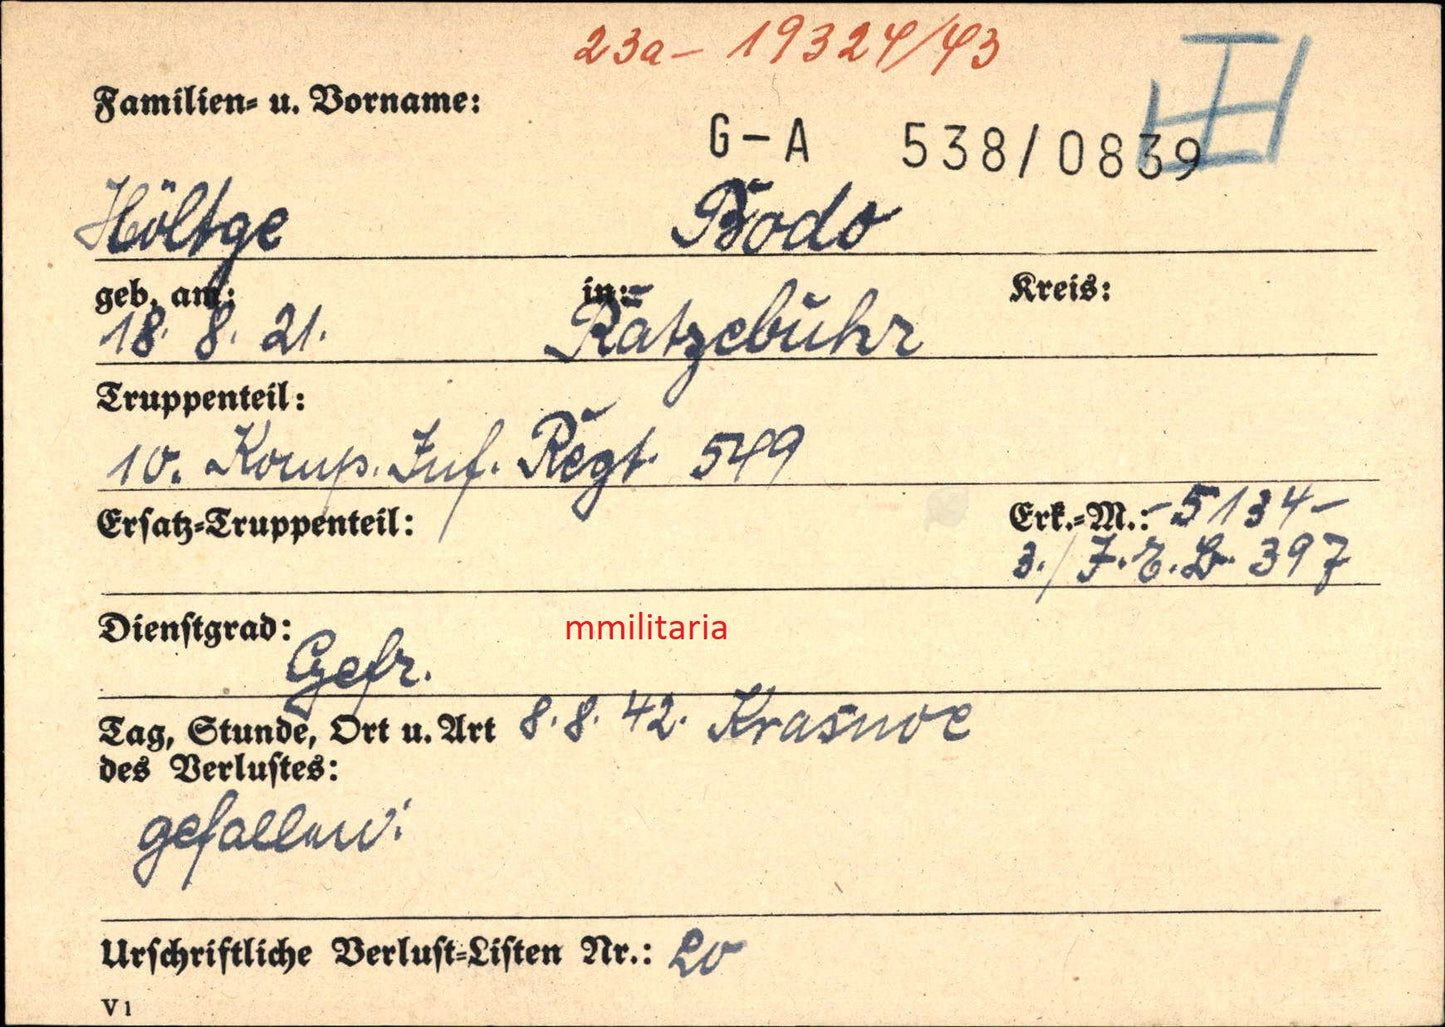 23a- 19324/43
Familien- u. Vorname:
G-A 538/0839
Höltge Bodo
geb. am: in: Kreis:
18. 8. 21. Ratzebuhr
Truppenteil:
10. Komp. Inf. Regt. 549
Ersatz-Truppenteil: Erk.-M.: -5134-
3./J.E.B. 397
Dienstgrad:
mmilitaria
Gefr.
Tag, Stunde, Ort u. Art 8.8.42. Krasnoe
des Verlustes:
gefallen.
Urschriftliche Verlust-Listen Nr.: 20
V1